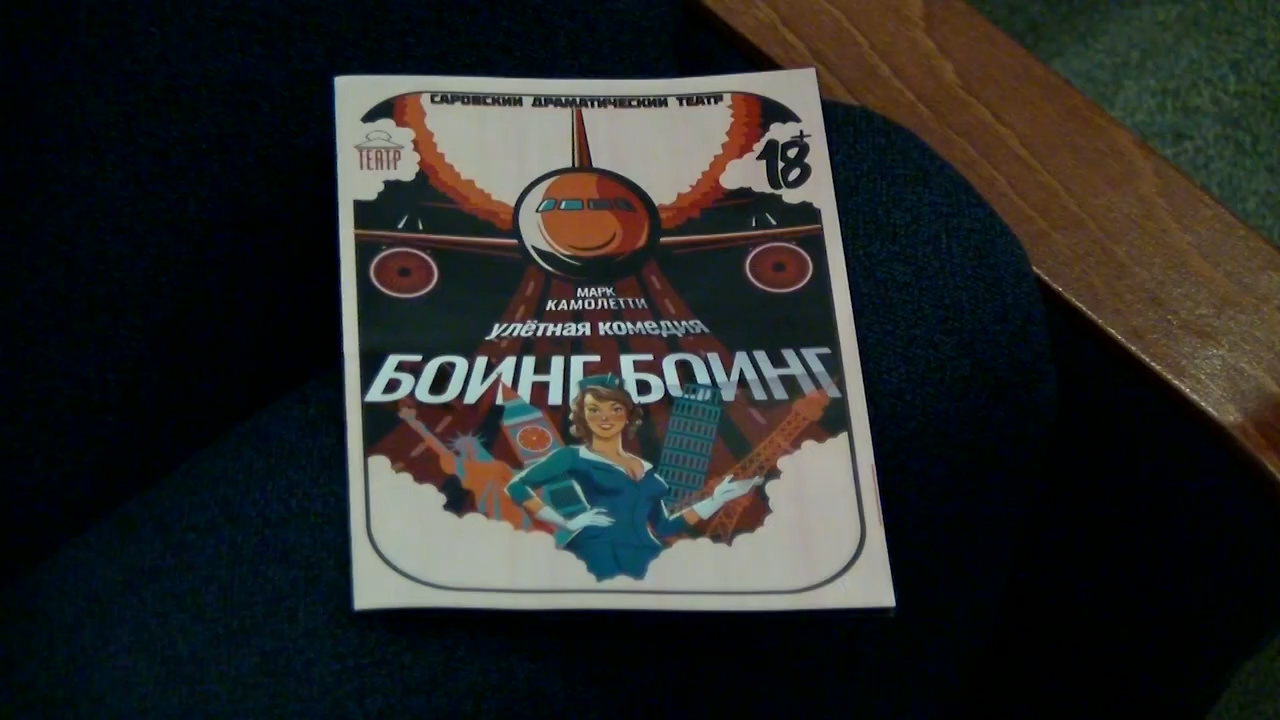 САРОВСКИЙ ДРАМАТИЧЕСКИЙ ТЕАТР
ТЕАТР
18+
МАРК
КАМОЛЕТТИ
улётная комедия
БОИНГ БОИНГ